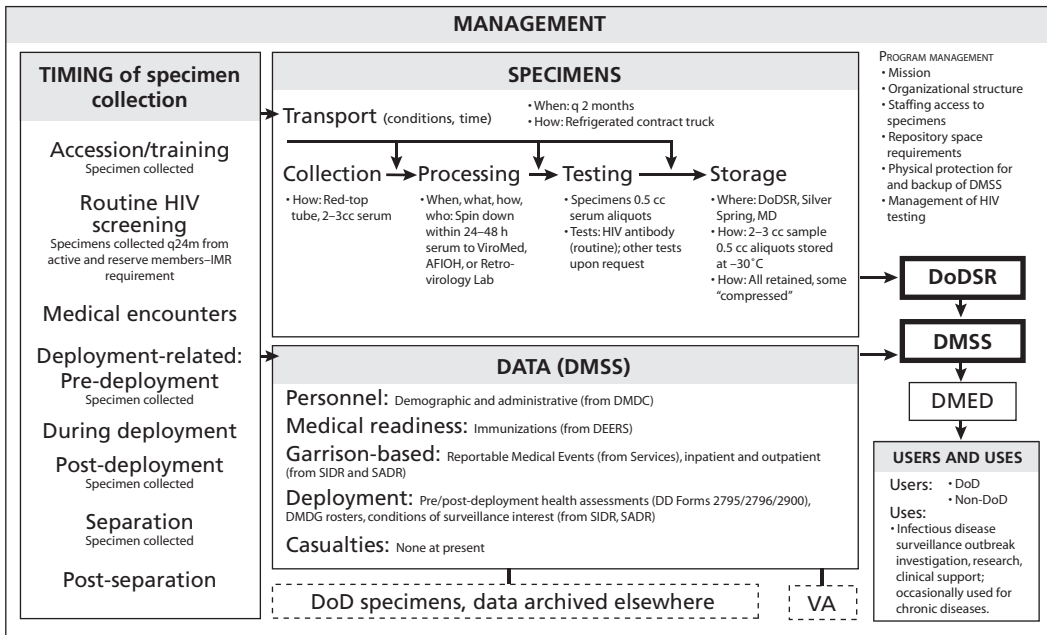 MANAGEMENT
TIMING of specimen
collection
Accession/training
Specimen collected
Routine HIV
screening
Specimens collected q24m from
active and reserve members–IMR
requirement
Medical encounters
Deployment-related:
Pre-deployment
Specimen collected
During deployment
Post-deployment
Specimen collected
Separation
Specimen collected
Post-separation
SPECIMENS
Transport (conditions, time)
• When: q 2 months
• How: Refrigerated contract truck
Collection
• How: Red-top
tube, 2–3cc serum
Processing
• When, what, how,
who: Spin down
within 24–48 h
serum to ViroMed,
AFIOH, or Retro-
virology Lab
Testing
• Specimens 0.5 cc
serum aliquots
• Tests: HIV antibody
(routine); other tests
upon request
Storage
• Where: DoDSR, Silver
Spring, MD
• How: 2–3 cc sample
0.5 cc aliquots stored
at –30˚C
• How: All retained, some
“compressed”
DATA (DMSS)
Personnel: Demographic and administrative (from DMDC)
Medical readiness: Immunizations (from DEERS)
Garrison-based: Reportable Medical Events (from Services), inpatient and outpatient
(from SIDR and SADR)
Deployment: Pre/post-deployment health assessments (DD Forms 2795/2796/2900),
DMDG rosters, conditions of surveillance interest (from SIDR, SADR)
Casualties: None at present
DoD specimens, data archived elsewhere
VA
PROGRAM MANAGEMENT
• Mission
• Organizational structure
• Staffing access to
specimens
• Repository space
requirements
• Physical protection for
and backup of DMSS
• Management of HIV
testing
DoDSR
DMSS
DMED
USERS AND USES
Users: • DoD
• Non-DoD
Uses:
• Infectious disease
surveillance outbreak
investigation, research,
clinical support;
occasionally used for
chronic diseases.